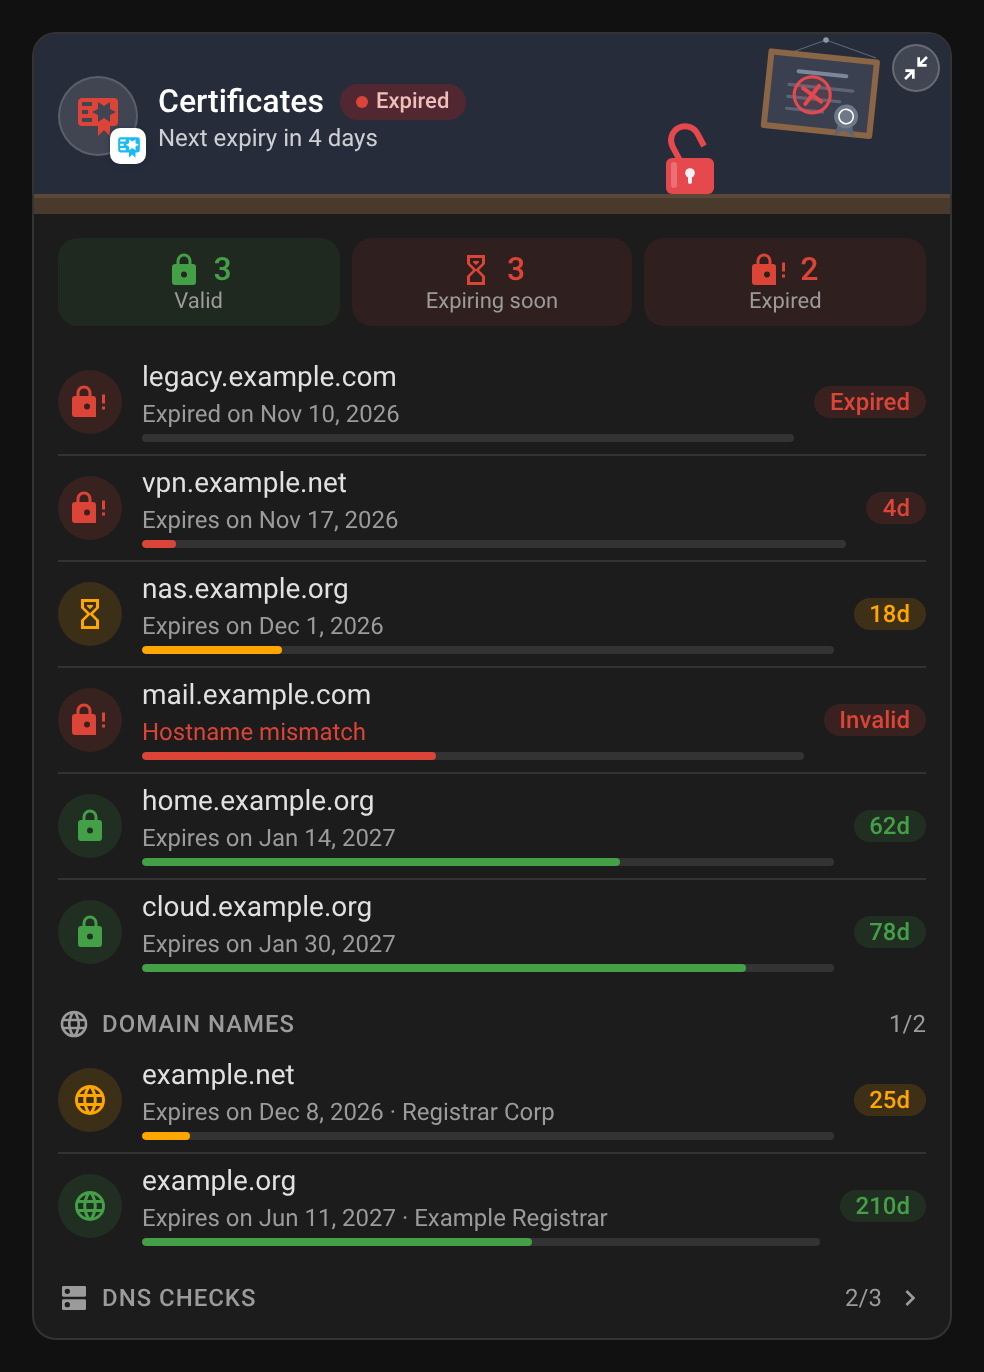 Certificates
Expired
Next expiry in 4 days
3
Valid
3
Expiring soon
2
Expired
legacy.example.com
Expired on Nov 10, 2026
Expired
vpn.example.net
Expires on Nov 17, 2026
4d
nas.example.org
Expires on Dec 1, 2026
18d
mail.example.com
Hostname mismatch
Invalid
home.example.org
Expires on Jan 14, 2027
62d
cloud.example.org
Expires on Jan 30, 2027
78d
DOMAIN NAMES
1/2
example.net
Expires on Dec 8, 2026 · Registrar Corp
25d
example.org
Expires on Jun 11, 2027 · Example Registrar
210d
DNS CHECKS
2/3